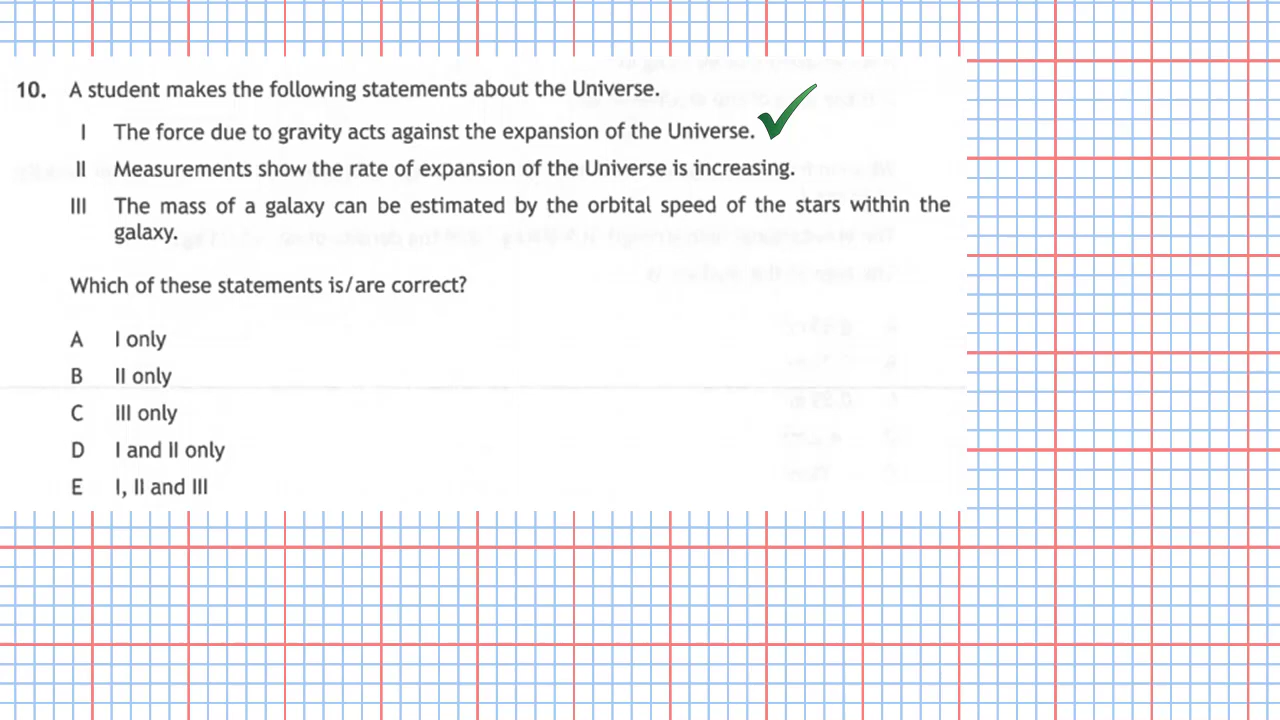 10. A student makes the following statements about the Universe.
I The force due to gravity acts against the expansion of the Universe.
II Measurements show the rate of expansion of the Universe is increasing.
III The mass of a galaxy can be estimated by the orbital speed of the stars within the
galaxy.
Which of these statements is/are correct?
A I only
B II only
C III only
D I and II only
E I, II and III